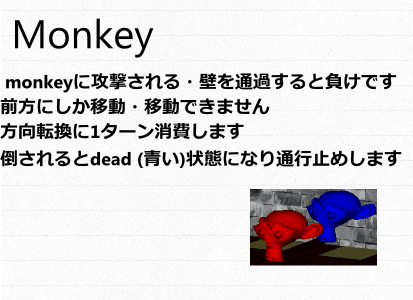 Monkey
monkeyに攻撃される・壁を通過すると負けです
前方にしか移動・移動できません
方向転換に1ターン消費します
倒されるとdead (青い)状態になり通行止めします